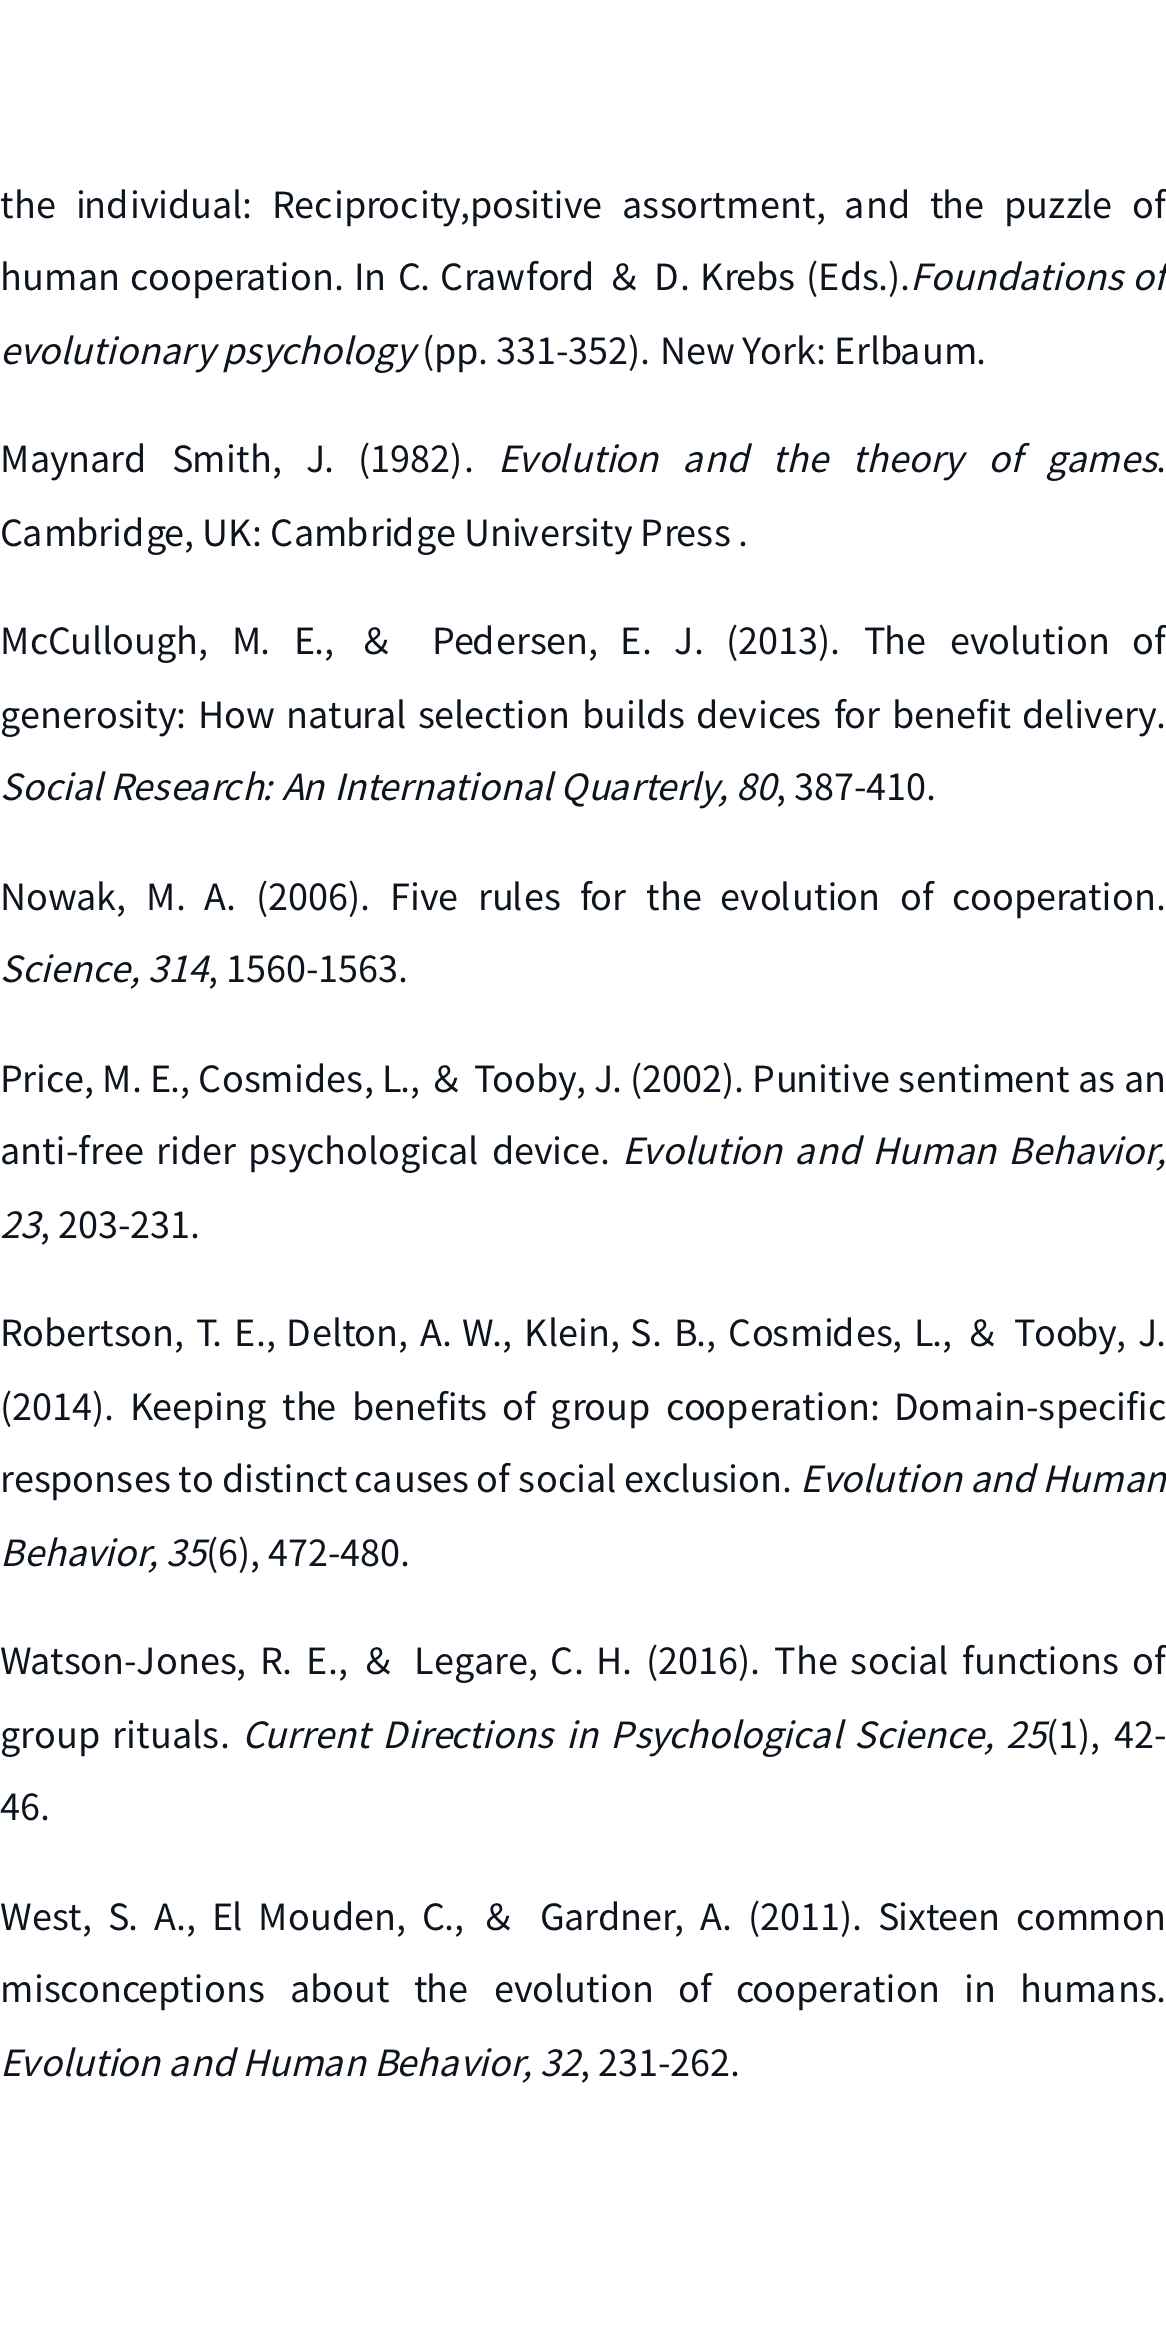 the individual: Reciprocity,positive assortment, and the puzzle of
human cooperation. In C. Crawford & D. Krebs (Eds.).Foundations of
evolutionary psychology (pp. 331-352). New York: Erlbaum.
Maynard Smith, J. (1982). Evolution and the theory of games.
Cambridge, UK: Cambridge University Press .
McCullough, M. E., & Pedersen, E. J. (2013). The evolution of
generosity: How natural selection builds devices for benefit delivery.
Social Research: An International Quarterly, 80, 387-410.
Nowak, M. A. (2006). Five rules for the evolution of cooperation.
Science, 314, 1560-1563.
Price, M. E., Cosmides, L., & Tooby, J. (2002). Punitive sentiment as an
anti-free rider psychological device. Evolution and Human Behavior,
23, 203-231.
Robertson, T. E., Delton, A. W., Klein, S. B., Cosmides, L., & Tooby, J.
(2014). Keeping the benefits of group cooperation: Domain-specific
responses to distinct causes of social exclusion. Evolution and Human
Behavior, 35(6), 472-480.
Watson-Jones, R. E., & Legare, C. H. (2016). The social functions of
group rituals. Current Directions in Psychological Science, 25(1), 42-
46.
West, S. A., El Mouden, C., & Gardner, A. (2011). Sixteen common
misconceptions about the evolution of cooperation in humans.
Evolution and Human Behavior, 32, 231-262.